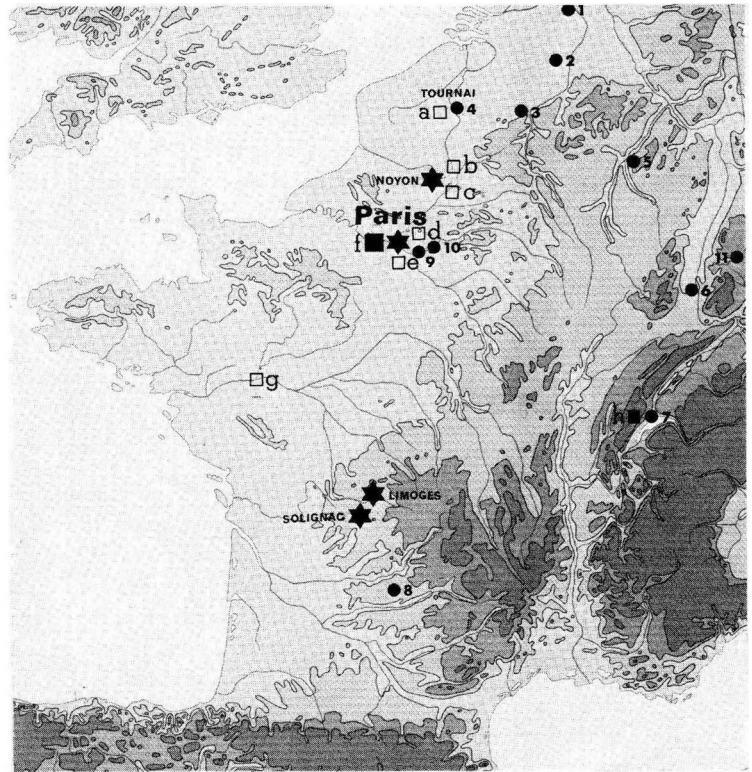 1
2
TOURNAI
a 4
3
b
5
NOYON
c
Paris
d
f
10
9
e
11
6
g
h 7
LIMOGES
SOLIGNAC
8